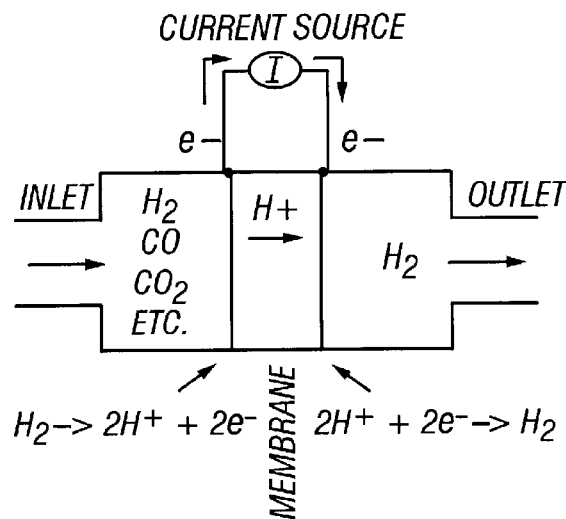 CURRENT SOURCE
I
e– e–
INLET
OUTLET
H₂
CO
CO₂
ETC.
H+
H₂
H₂–> 2H⁺ + 2e⁻
MEMBRANE
2H⁺ + 2e⁻–> H₂